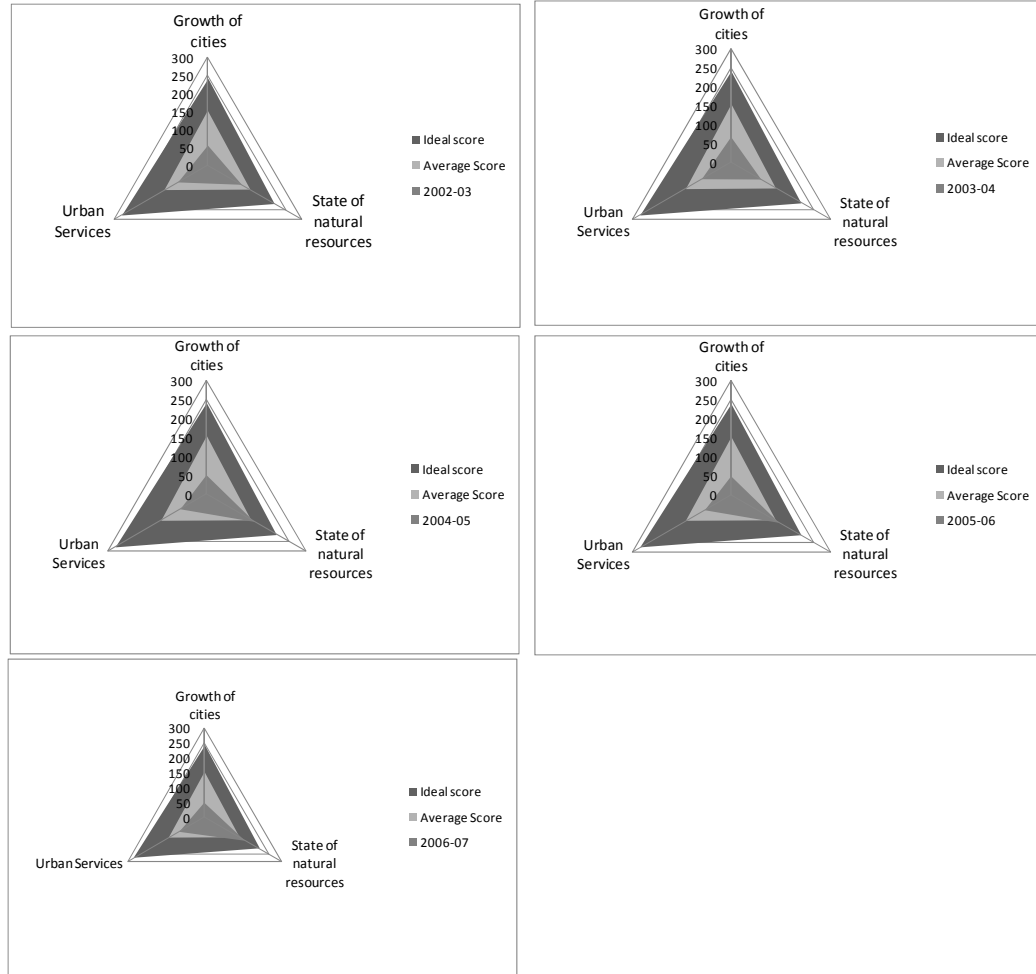 Growth of
cities
300
250
200
150
100
50
0
Urban
Services
State of
natural
resources
Ideal score
Average Score
2002-03
Growth of
cities
300
250
200
150
100
50
0
Urban
Services
State of
natural
resources
Ideal score
Average Score
2003-04
Growth of
cities
300
250
200
150
100
50
0
Urban
Services
State of
natural
resources
Ideal score
Average Score
2004-05
Growth of
cities
300
250
200
150
100
50
0
Urban
Services
State of
natural
resources
Ideal score
Average Score
2005-06
Growth of
cities
300
250
200
150
100
50
0
Urban Services
State of
natural
resources
Ideal score
Average Score
2006-07